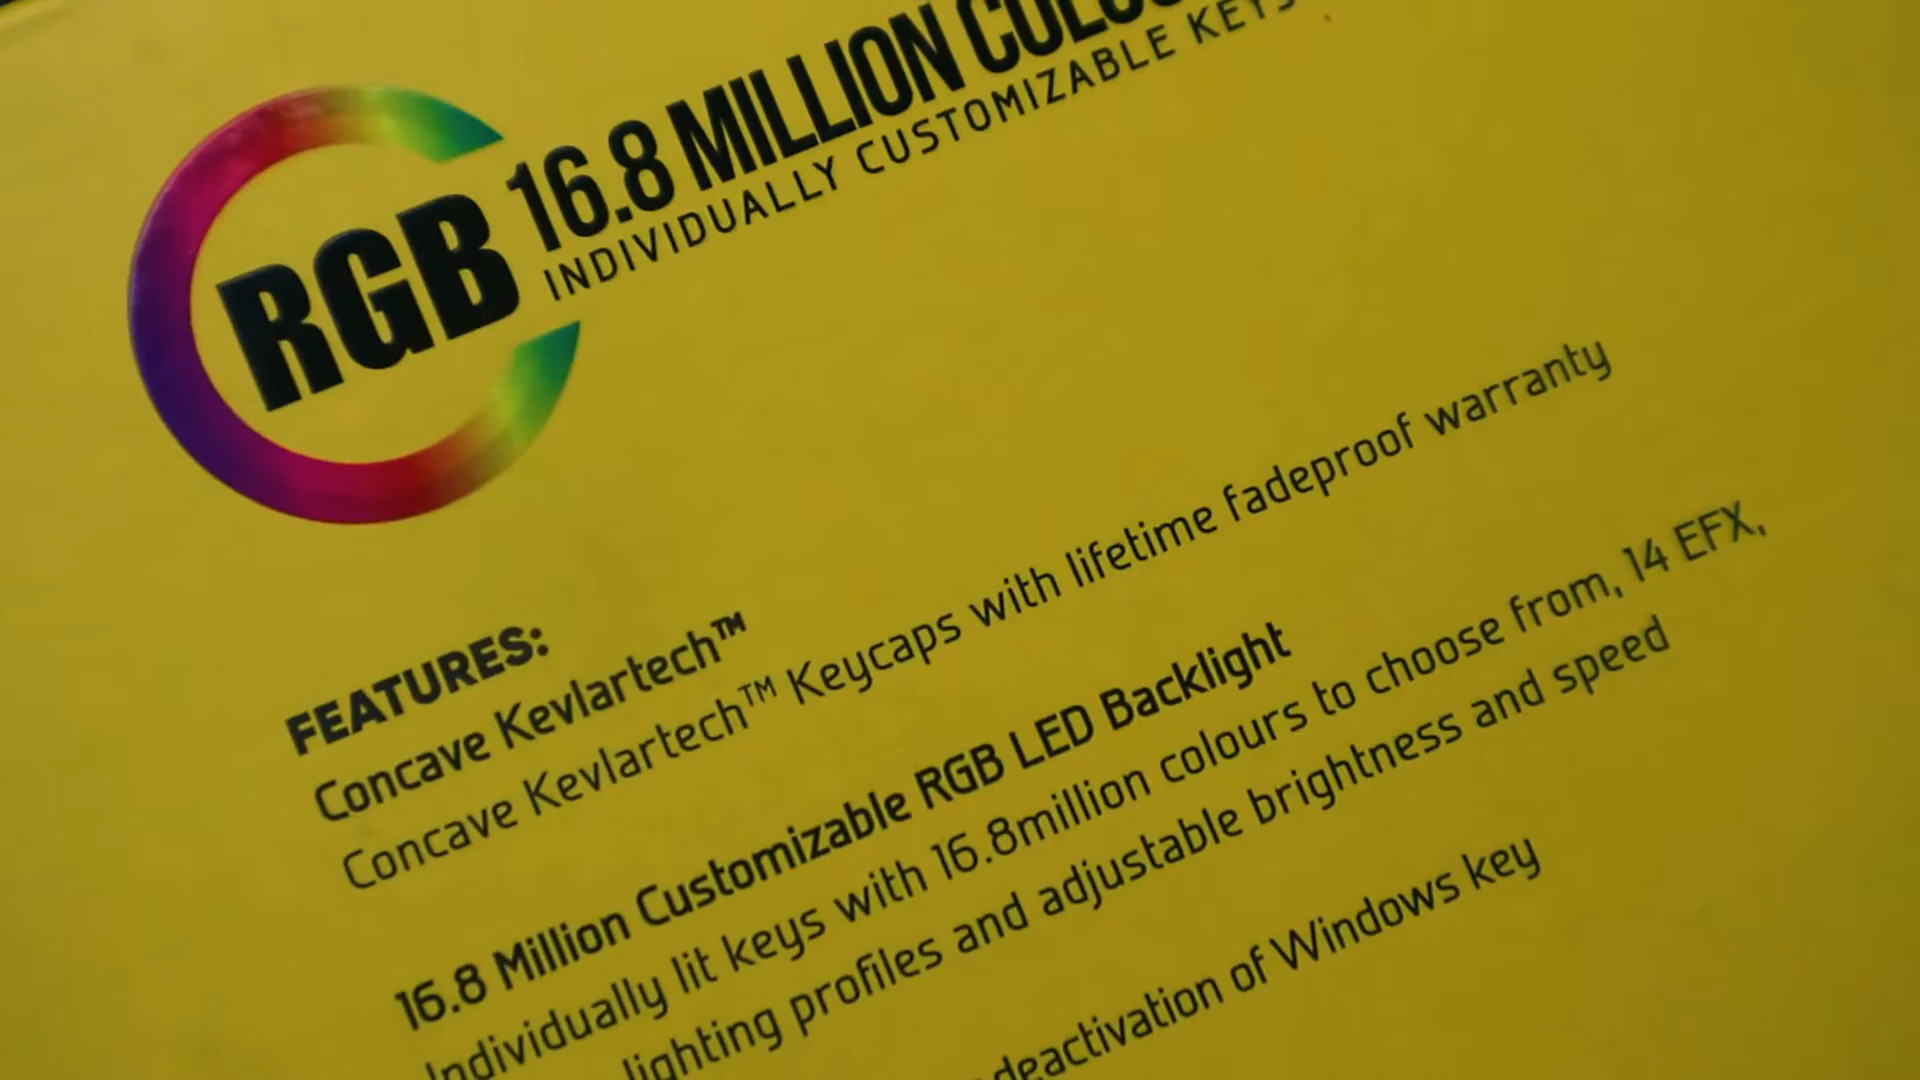 RGB
16.8 MILLION
INDIVIDUALLY CUSTOMIZABLE KEYS
FEATURES:
Concave Kevlartech™
Concave Kevlartech™ Keycaps with lifetime fadeproof warranty
16.8 Million Customizable RGB LED Backlight
Individually lit keys with 16.8million colours to choose from, 14 EFX,
lighting profiles and adjustable brightness and speed
deactivation of Windows key